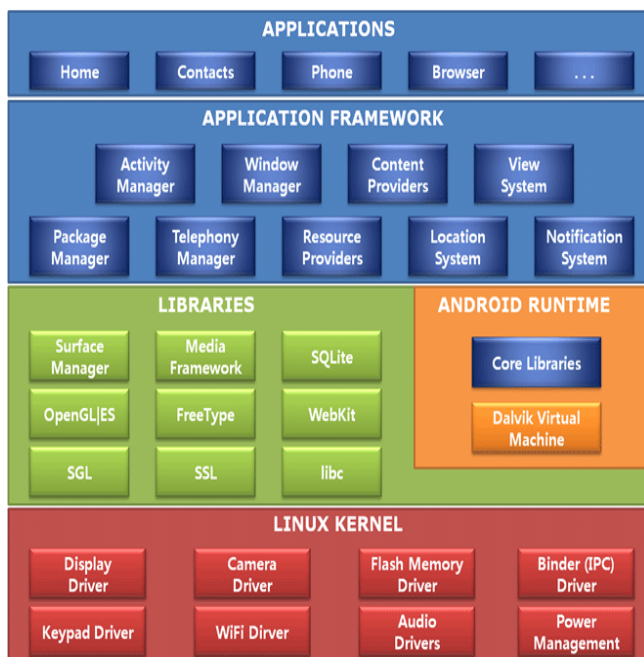 APPLICATIONS
Home
Contacts
Phone
Browser
. . .
APPLICATION FRAMEWORK
Activity
Manager
Window
Manager
Content
Providers
View
System
Package
Manager
Telephony
Manager
Resource
Providers
Location
System
Notification
System
LIBRARIES
Surface
Manager
Media
Framework
SQLite
OpenGL|ES
FreeType
WebKit
SGL
SSL
libc
ANDROID RUNTIME
Core Libraries
Dalvik Virtual
Machine
LINUX KERNEL
Display
Driver
Camera
Driver
Flash Memory
Driver
Binder (IPC)
Driver
Keypad Driver
WiFi Dirver
Audio
Drivers
Power
Management